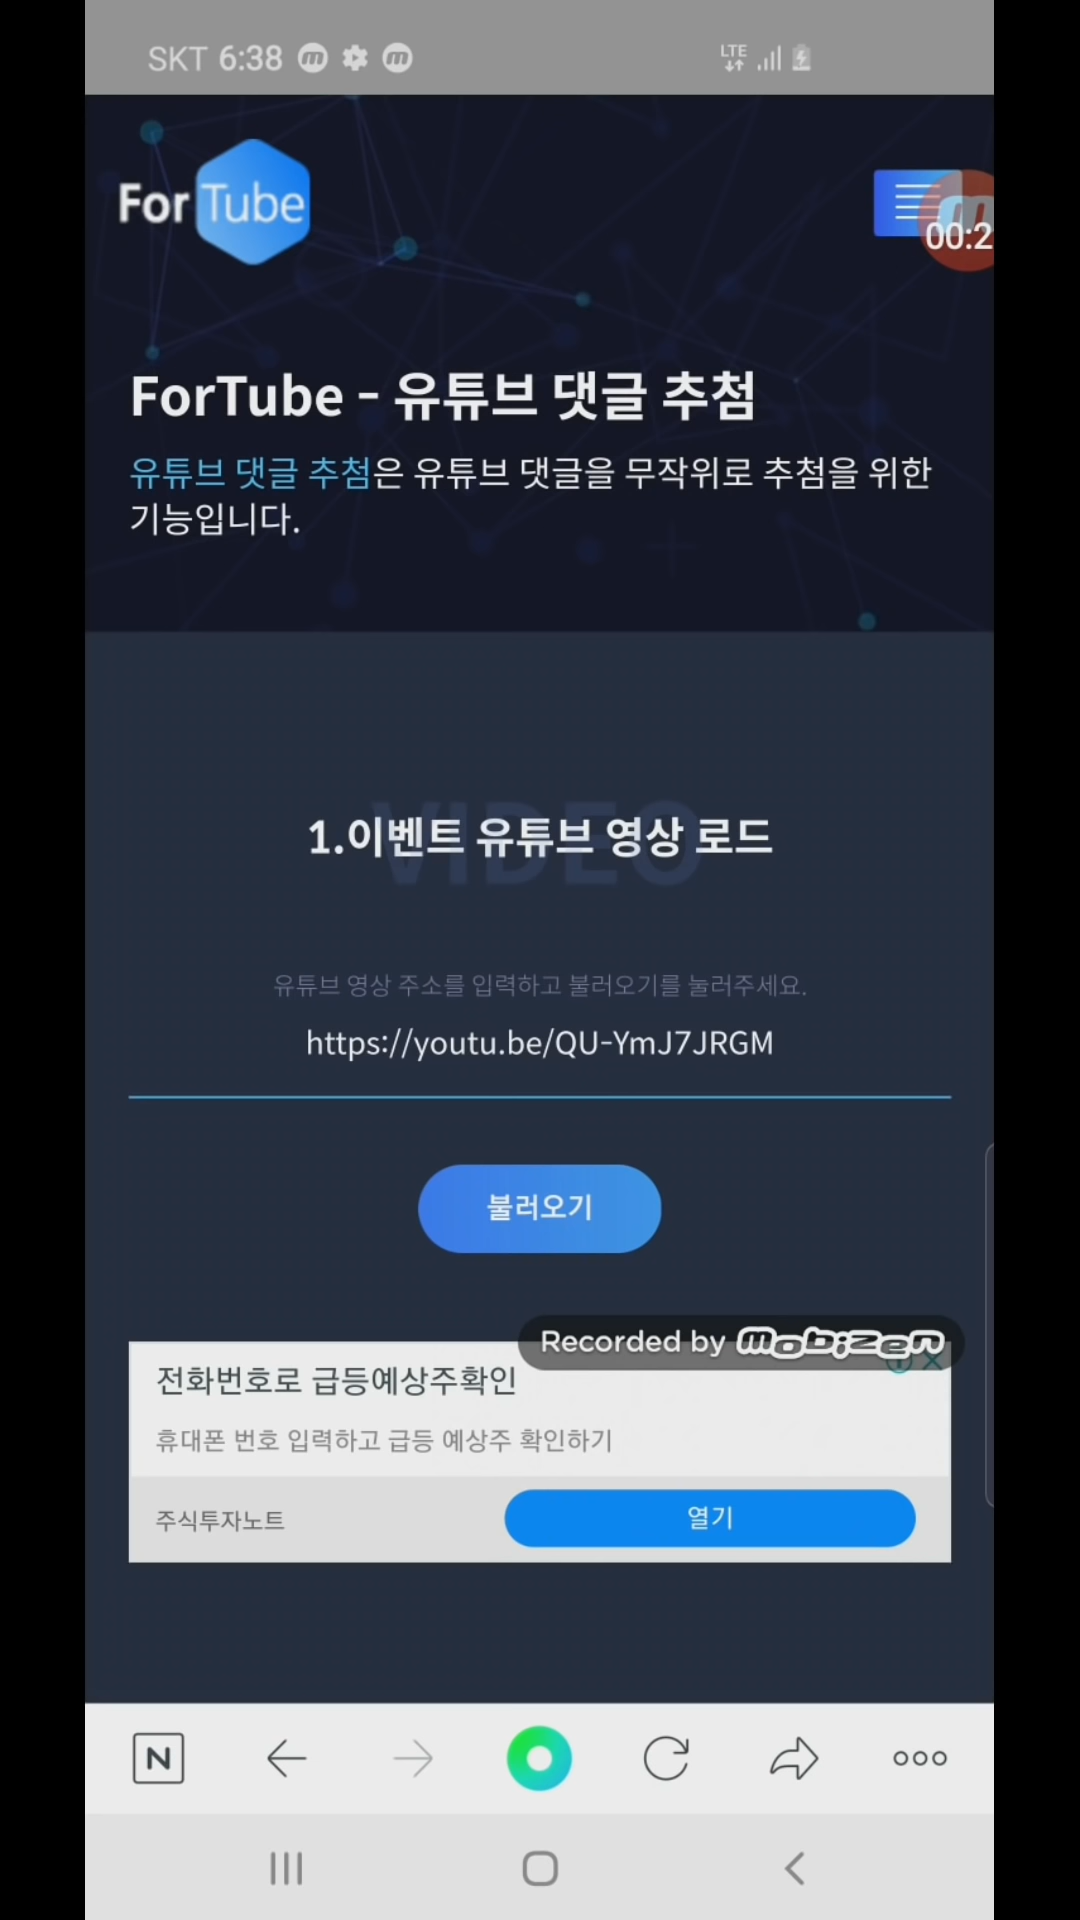 SKT 6:38
LTE
For Tube
00:2
ForTube - 유튜브 댓글 추첨
유튜브 댓글 추첨은 유튜브 댓글을 무작위로 추첨을 위한
기능입니다.
VIDEO
1.이벤트 유튜브 영상 로드
유튜브 영상 주소를 입력하고 불러오기를 눌러주세요.
https://youtu.be/QU-YmJ7JRGM
불러오기
Recorded by mobizen
전화번호로 급등예상주확인
휴대폰 번호 입력하고 급등 예상주 확인하기
주식투자노트
열기
N